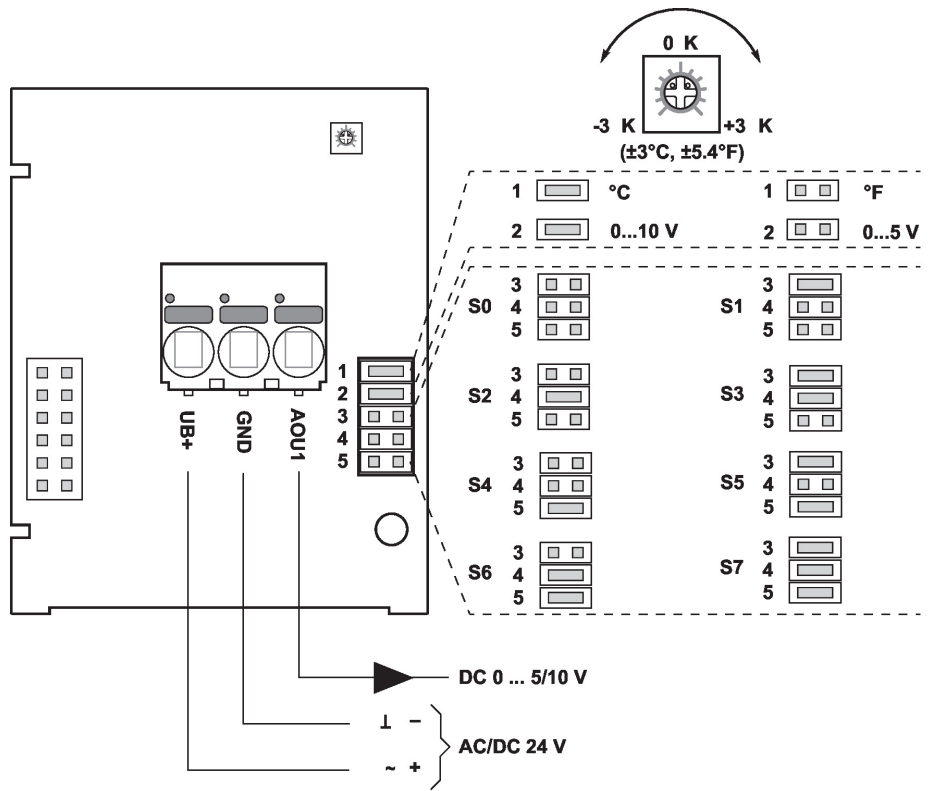 0 K
-3 K +3 K
(±3°C, ±5.4°F)
1 °C 1 °F
2 0...10 V 2 0...5 V
S0 3 4 5 S1 3 4 5
S2 3 4 5 S3 3 4 5
S4 3 4 5 S5 3 4 5
S6 3 4 5 S7 3 4 5
1
2
3
4
5
UB+ GND AOU1
DC 0 ... 5/10 V
⊥ –
AC/DC 24 V
~ +